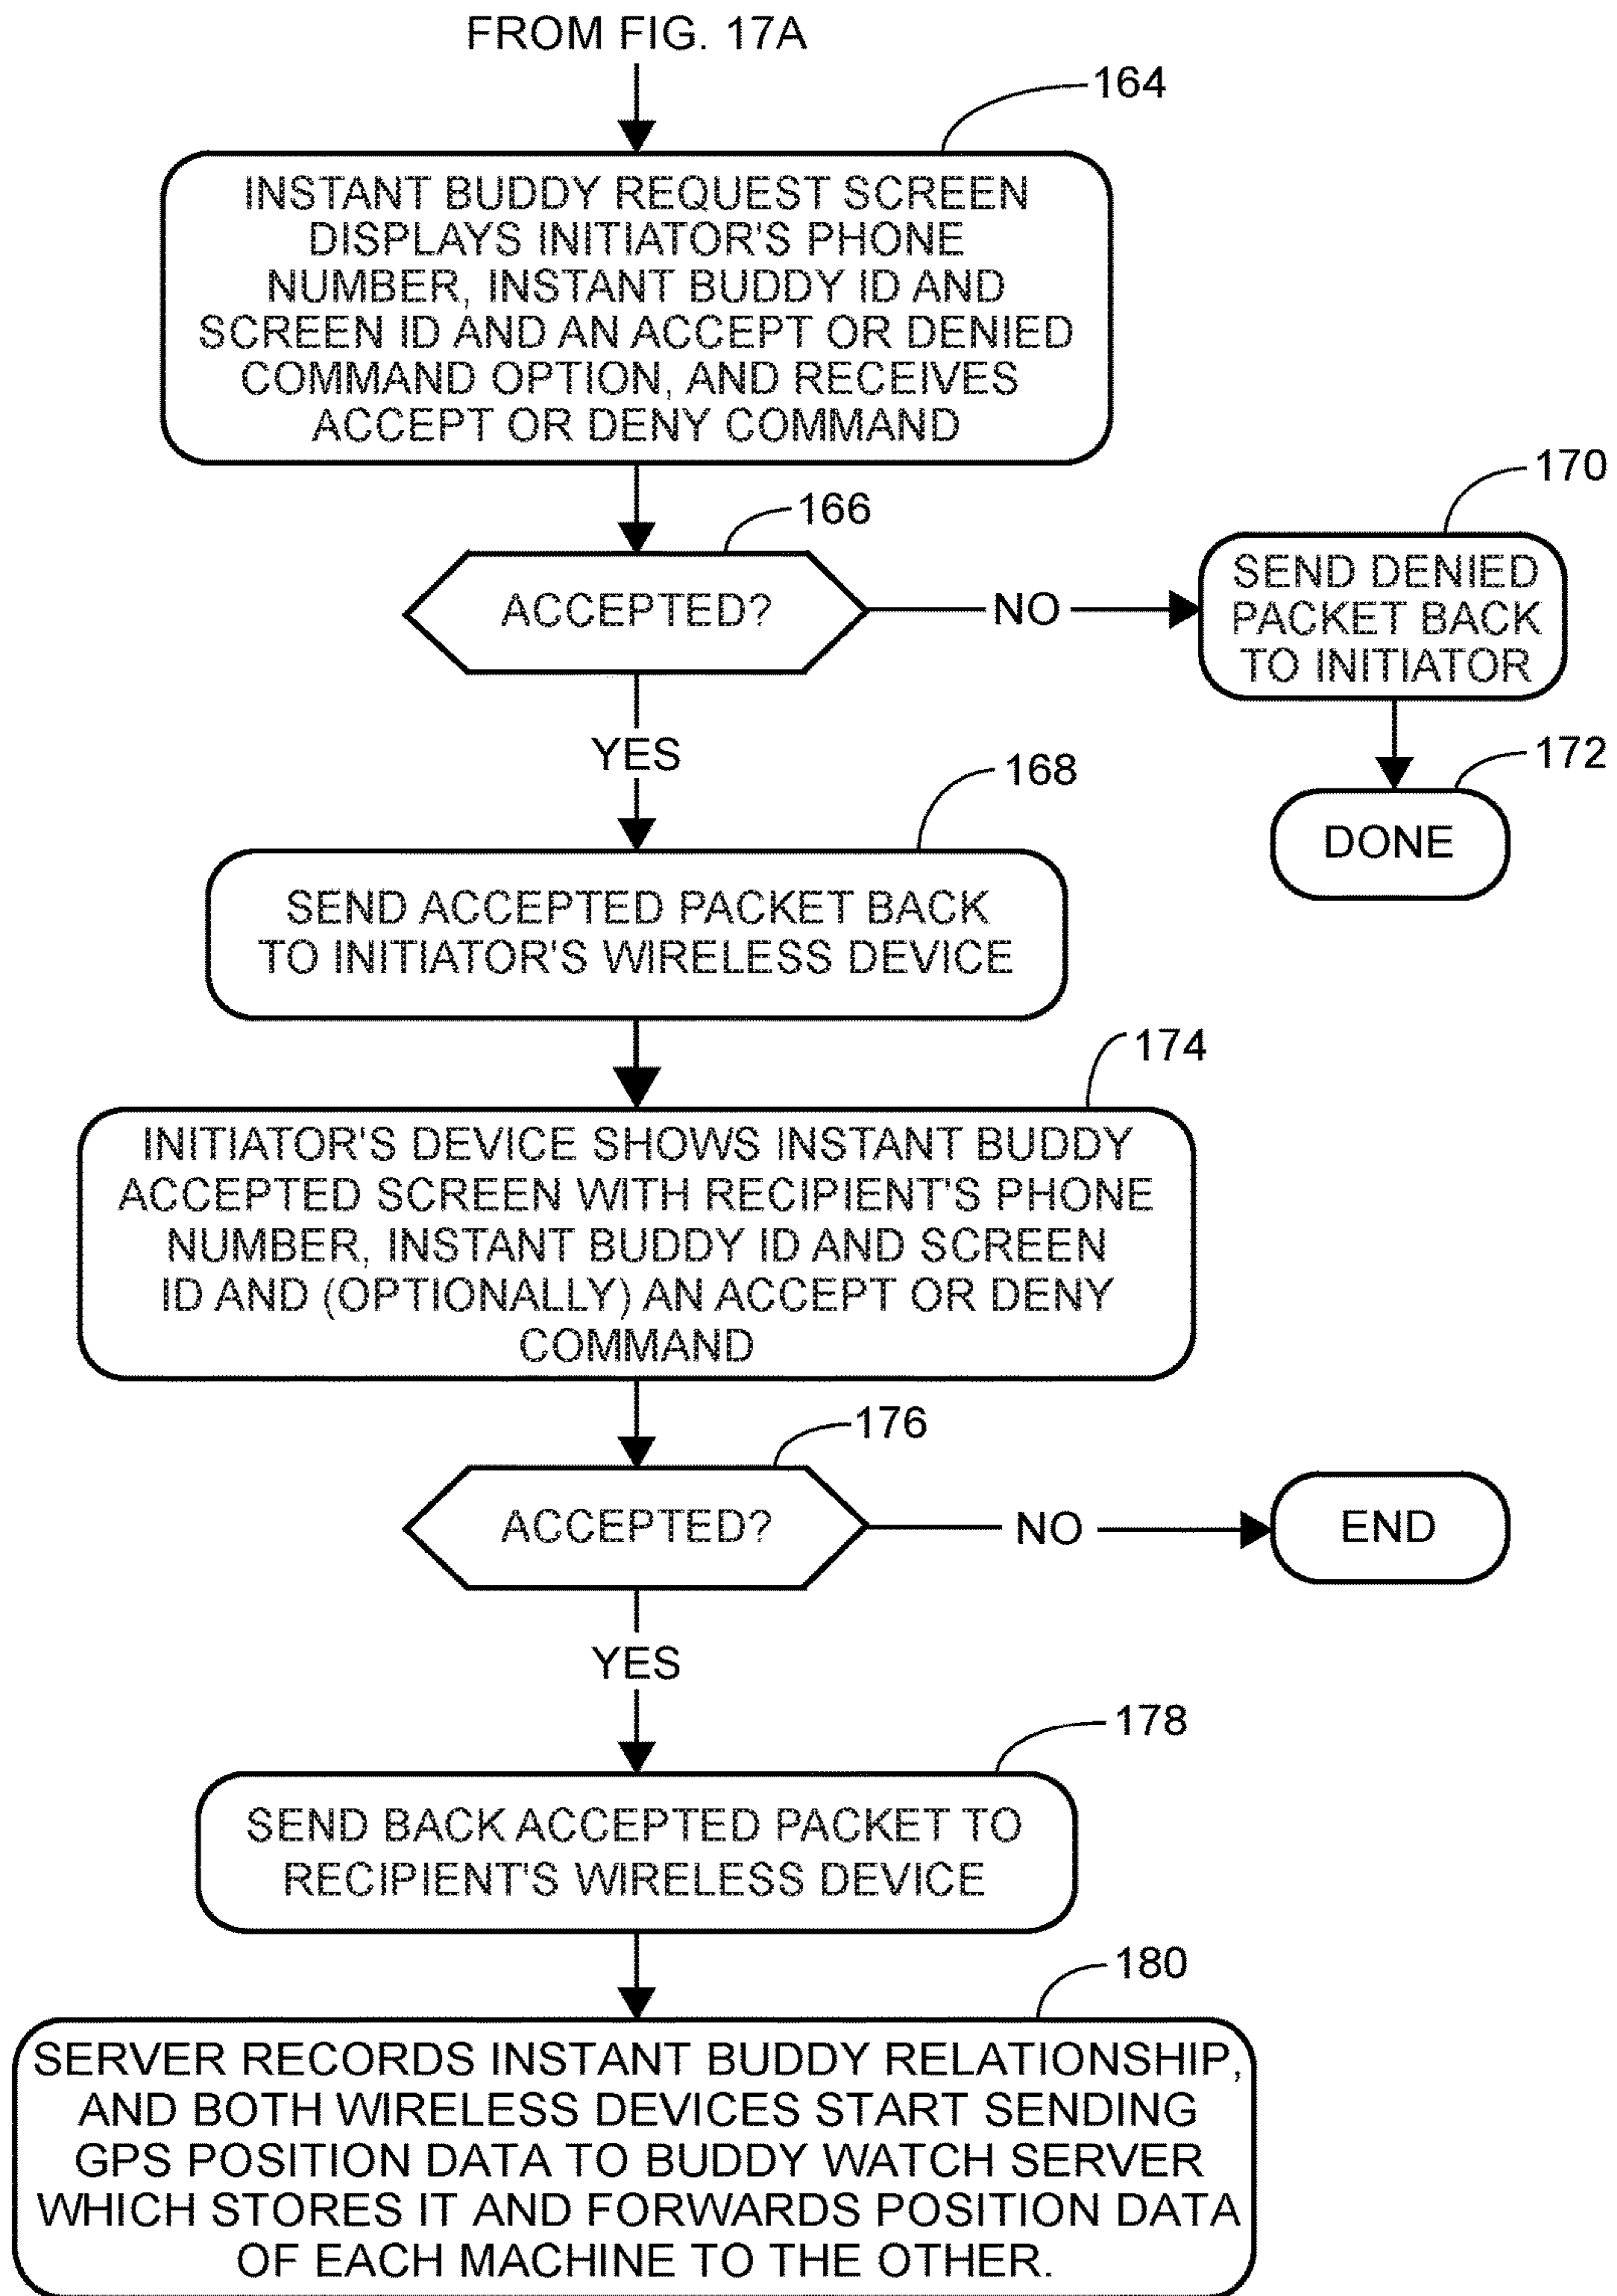 FROM FIG. 17A
164
INSTANT BUDDY REQUEST SCREEN
DISPLAYS INITIATOR'S PHONE
NUMBER, INSTANT BUDDY ID AND
SCREEN ID AND AN ACCEPT OR DENIED
COMMAND OPTION, AND RECEIVES
ACCEPT OR DENY COMMAND
166
ACCEPTED?
NO
170
SEND DENIED
PACKET BACK
TO INITIATOR
172
DONE
YES
168
SEND ACCEPTED PACKET BACK
TO INITIATOR'S WIRELESS DEVICE
174
INITIATOR'S DEVICE SHOWS INSTANT BUDDY
ACCEPTED SCREEN WITH RECIPIENT'S PHONE
NUMBER, INSTANT BUDDY ID AND SCREEN
ID AND (OPTIONALLY) AN ACCEPT OR DENY
COMMAND
176
ACCEPTED?
NO
END
YES
178
SEND BACK ACCEPTED PACKET TO
RECIPIENT'S WIRELESS DEVICE
180
SERVER RECORDS INSTANT BUDDY RELATIONSHIP,
AND BOTH WIRELESS DEVICES START SENDING
GPS POSITION DATA TO BUDDY WATCH SERVER
WHICH STORES IT AND FORWARDS POSITION DATA
OF EACH MACHINE TO THE OTHER.